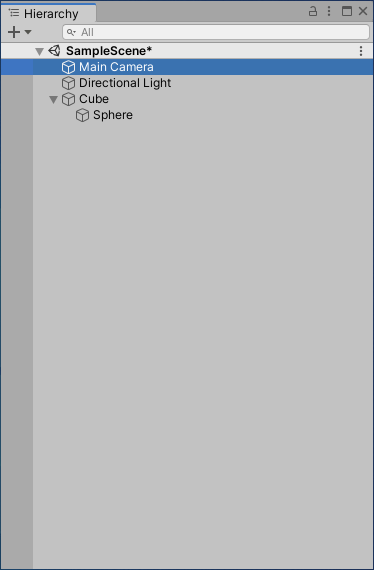 Hierarchy
All
SampleScene*
Main Camera
Directional Light
Cube
Sphere